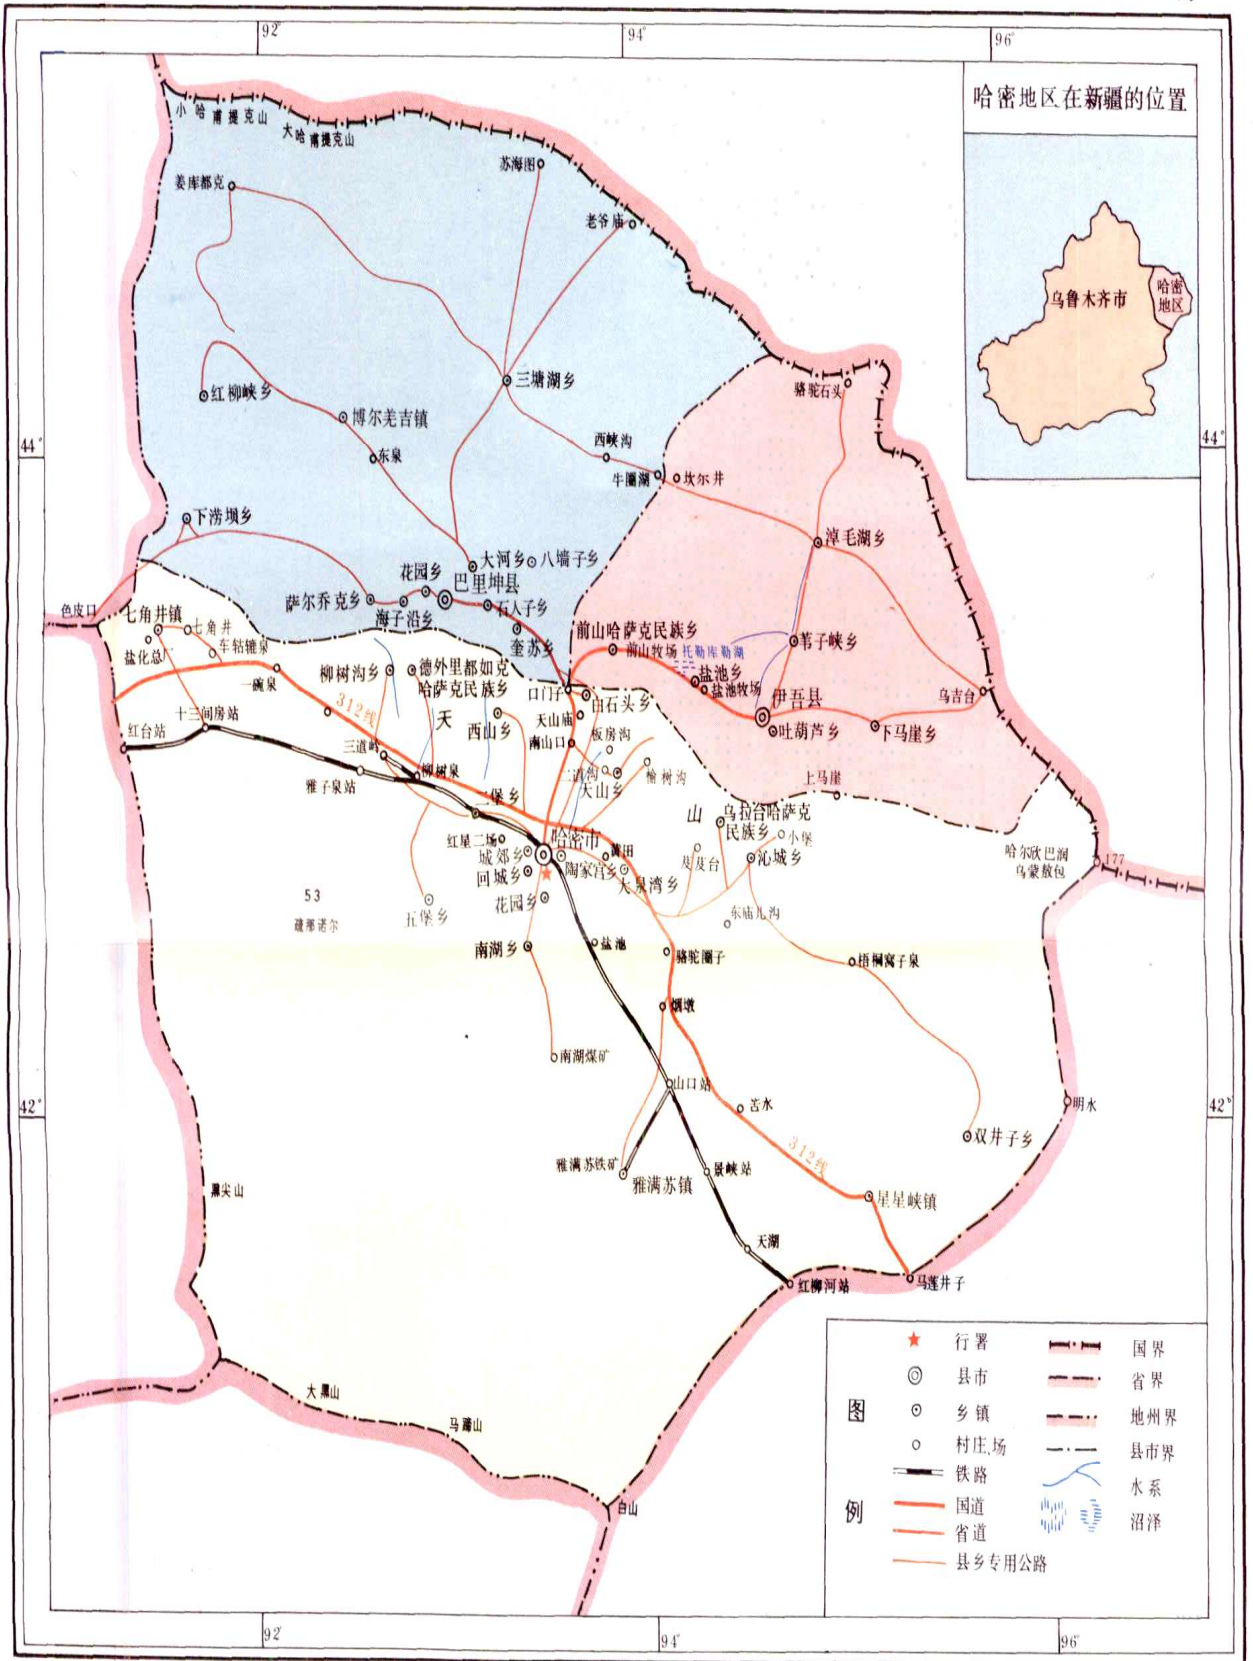 92°
94°
96°
哈密地区在新疆的位置
乌鲁木齐市
哈密
地区
小哈甫提克山
大哈甫提克山
苏海图
姜库都克
老爷庙
三塘湖乡
骆驼石头
红柳峡乡
博尔羌吉镇
44°
44°
西峡沟
东泉
牛圈湖
坎尔井
下涝坝乡
淖毛湖乡
大河乡
八墙子乡
花园乡
巴里坤县
萨尔乔克乡
石人子乡
色皮口
七角井镇
七角井
海子沿乡
奎苏乡
前山哈萨克民族乡
苇子峡乡
盐化总厂
车轱辘泉
前山牧场
托勒库勒湖
柳树沟乡
德外里都如克
哈萨克民族乡
盐池乡
盐池牧场
一碗泉
口门子
白石头乡
伊吾县
乌吉台
312线
天
西山乡
天山庙
十三间房站
红台站
南山口
板房沟
吐葫芦乡
下马崖乡
三道岭
柳树泉
二道沟
天山乡
榆树沟
上马崖
雅子泉站
二堡乡
山
乌拉台哈萨克
民族乡
小堡
红星二场
哈密市
黄田
城郊乡
陶家宫乡
及及台
沁城乡
哈尔欣巴润
乌蒙敖包
177
回城乡
大泉湾乡
53
疏那诺尔
五堡乡
花园乡
东庙儿沟
南湖乡
盐池
骆驼圈子
梧桐窝子泉
烟墩
南湖煤矿
山口站
苦水
42°
42°
明水
双井子乡
312线
雅满苏铁矿
雅满苏镇
景峡站
黑尖山
星星峡镇
天湖
红柳河站
马莲井子
大黑山
马蹄山
白山
图
例
行署
县市
乡镇
村庄、场
铁路
国道
省道
县乡专用公路
国界
省界
地州界
县市界
水系
沼泽
92°
94°
96°